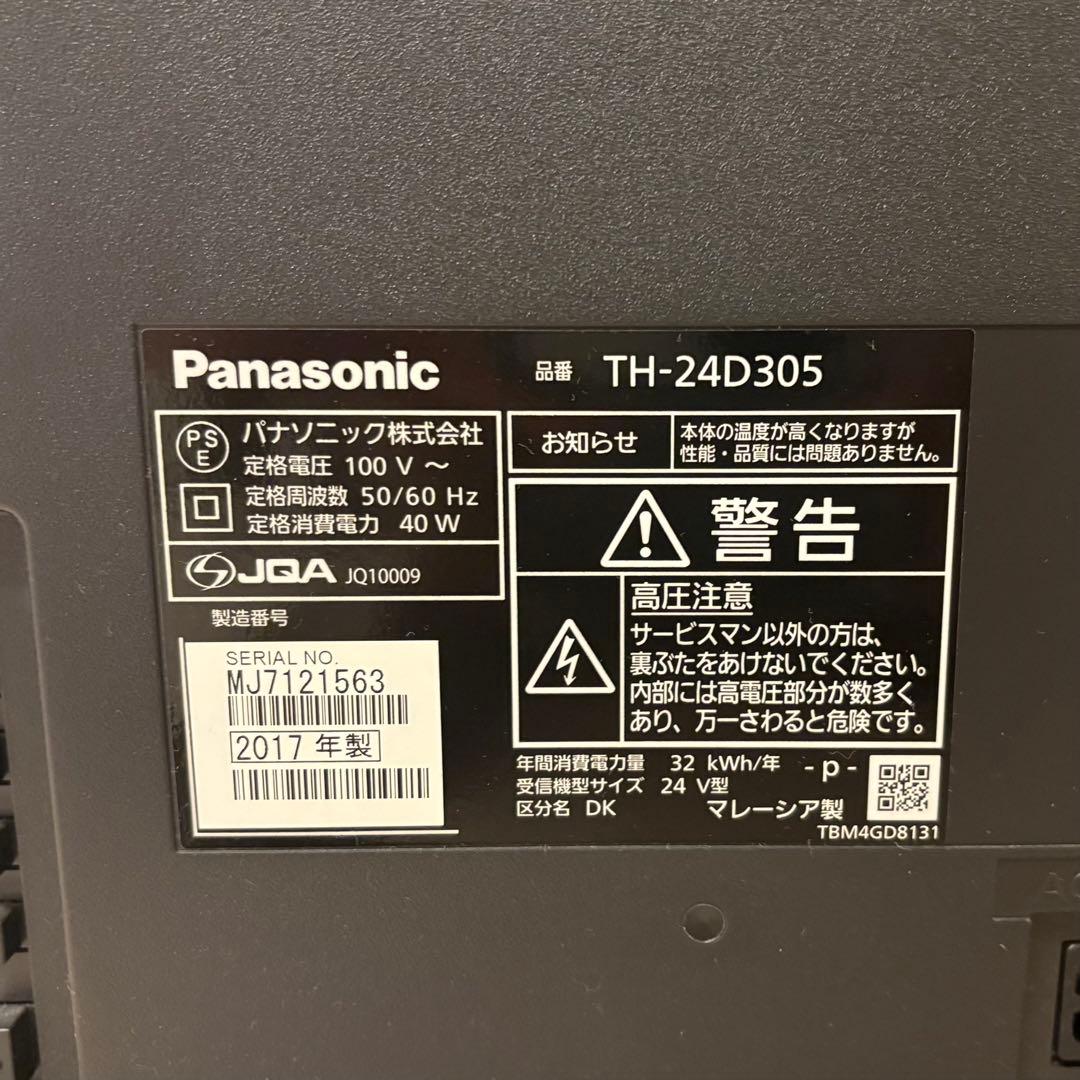 Panasonic
品番 TH-24D305
PSE
パナソニック株式会社
定格電圧 100 V ～
定格周波数 50/60 Hz
定格消費電力 40 W
JQA JQ10009
製造番号
SERIAL NO.
MJ7121563
2017 年製
お知らせ
本体の温度が高くなりますが
性能・品質には問題ありません。
警告
高圧注意
サービスマン以外の方は、
裏ぶたをあけないでください。
内部には高電圧部分が数多く
あり、万一さわると危険です。
年間消費電力量 32 kWh/年 - p -
受信機型サイズ 24 V型
区分名 DK マレーシア製
TBM4GD8131